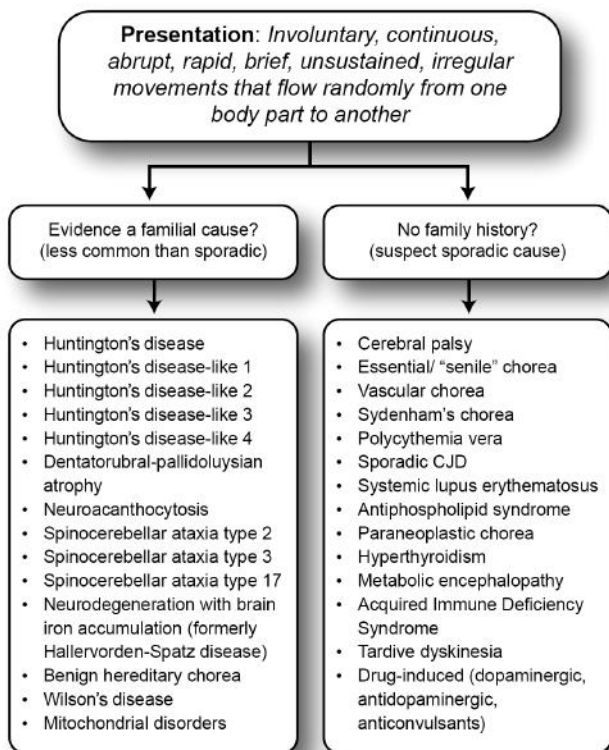 Presentation: Involuntary, continuous,
abrupt, rapid, brief, unsustained, irregular
movements that flow randomly from one
body part to another
Evidence a familial cause?
(less common than sporadic)
No family history?
(suspect sporadic cause)
• Huntington's disease
• Huntington's disease-like 1
• Huntington's disease-like 2
• Huntington's disease-like 3
• Huntington's disease-like 4
• Dentatorubral-pallidoluysian
atrophy
• Neuroacanthocytosis
• Spinocerebellar ataxia type 2
• Spinocerebellar ataxia type 3
• Spinocerebellar ataxia type 17
• Neurodegeneration with brain
iron accumulation (formerly
Hallervorden-Spatz disease)
• Benign hereditary chorea
• Wilson's disease
• Mitochondrial disorders
• Cerebral palsy
• Essential/ “senile” chorea
• Vascular chorea
• Sydenham's chorea
• Polycythemia vera
• Sporadic CJD
• Systemic lupus erythematosus
• Antiphospholipid syndrome
• Paraneoplastic chorea
• Hyperthyroidism
• Metabolic encephalopathy
• Acquired Immune Deficiency
Syndrome
• Tardive dyskinesia
• Drug-induced (dopaminergic,
antidopaminergic,
anticonvulsants)